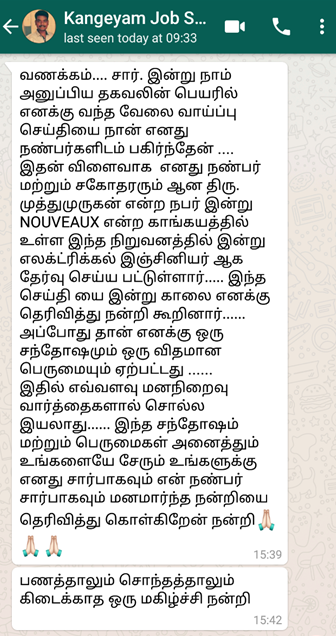 Kangeyam Job S...
last seen today at 09:33
வணக்கம்.... சார். இன்று நாம்
அனுப்பிய தகவலின் பெயரில்
எனக்கு வந்த வேலை வாய்ப்பு
செய்தியை நான் எனது
நண்பர்களிடம் பகிர்ந்தேன் ....
இதன் விளைவாக எனது நண்பர்
மற்றும் சகோதரரும் ஆன திரு.
முத்துமுருகன் என்ற நபர் இன்று
NOUVEAUX என்ற காங்கயத்தில்
உள்ள இந்த நிறுவனத்தில் இன்று
எலக்ட்ரிக்கல் இஞ்சினியர் ஆக
தேர்வு செய்ய பட்டுள்ளார்..... இந்த
செய்தி யை இன்று காலை எனக்கு
தெரிவித்து நன்றி கூறினார்......
அப்போது தான் எனக்கு ஒரு
சந்தோஷமும் ஒரு விதமான
பெருமையும் ஏற்பட்டது ......
இதில் எவ்வளவு மனநிறைவு
வார்த்தைகளால் சொல்ல
இயலாது...... இந்த சந்தோஷம்
மற்றும் பெருமைகள் அனைத்தும்
உங்களையே சேரும் உங்களுக்கு
எனது சார்பாகவும் என் நண்பர்
சார்பாகவும் மனமார்ந்த நன்றியை
தெரிவித்து கொள்கிறேன் நன்றி🙏🏻
🙏🏻🙏🏻
15:39
பணத்தாலும் சொந்தத்தாலும்
கிடைக்காத ஒரு மகிழ்ச்சி நன்றி
15:42